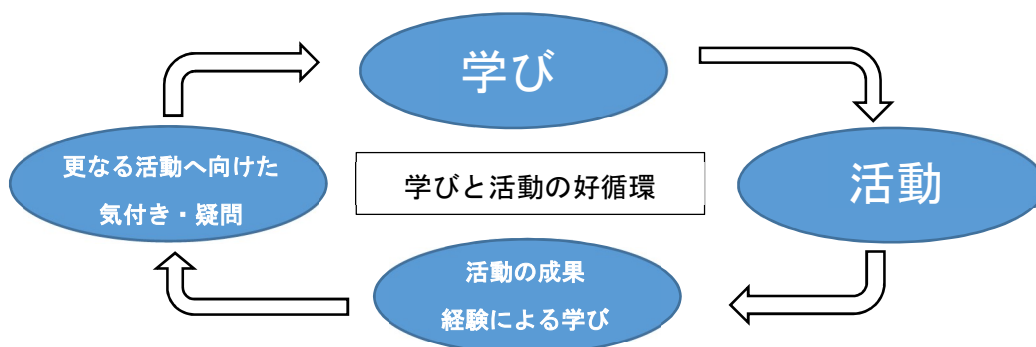 学び
更なる活動へ向けた
気付き・疑問
学びと活動の好循環
活動
活動の成果
経験による学び